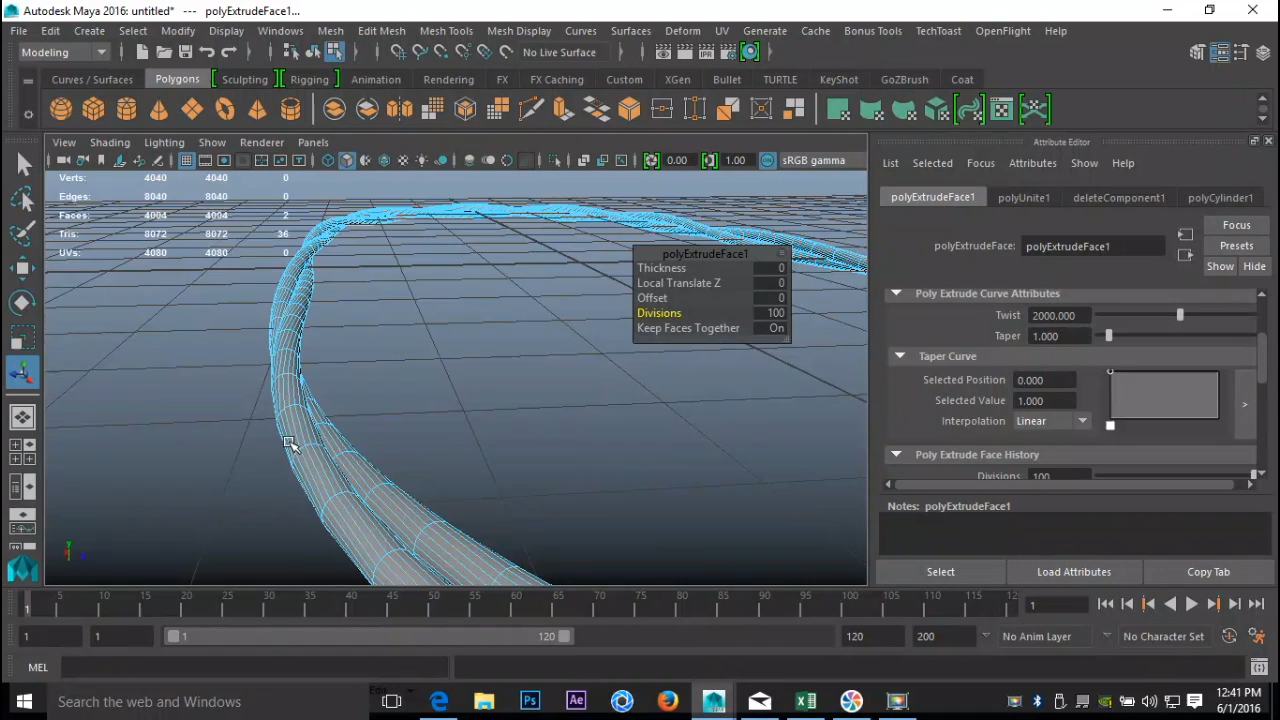 Autodesk Maya 2016: untitled*   ---   polyExtrudeFace1...
File Edit Create Select Modify Display Windows Mesh Edit Mesh Mesh Tools Mesh Display Curves Surfaces Deform UV Generate Cache Bonus Tools TechToast OpenFlight Help
Modeling No Live Surface
Curves / Surfaces Polygons Sculpting Rigging Animation Rendering FX FX Caching Custom XGen Bullet TURTLE KeyShot GoZBrush Coat
View Shading Lighting Show Renderer Panels
0.00 1.00 sRGB gamma
Verts: 4040 4040 0
Edges: 8040 8040 0
Faces: 4004 4004 2
Tris: 8072 8072 36
UVs: 4080 4080 0
polyExtrudeFace1
Thickness 0
Local Translate Z 0
Offset 0
Divisions 100
Keep Faces Together On
Attribute Editor
List Selected Focus Attributes Show Help
polyExtrudeFace1 polyUnite1 deleteComponent1 polyCylinder1
Focus
polyExtrudeFace: polyExtrudeFace1 Presets
Show Hide
Poly Extrude Curve Attributes
Twist 2000.000
Taper 1.000
Taper Curve
Selected Position 0.000
Selected Value 1.000 >
Interpolation Linear
Poly Extrude Face History
Divisions 100
Notes: polyExtrudeFace1
Select Load Attributes Copy Tab
1 5 10 15 20 25 30 35 40 45 50 55 60 65 70 75 80 85 90 95 100 105 110 115 12 1
1 1 1 120 120 200 No Anim Layer No Character Set
MEL
Search the web and Windows
Ps Ae
12:41 PM
6/1/2016